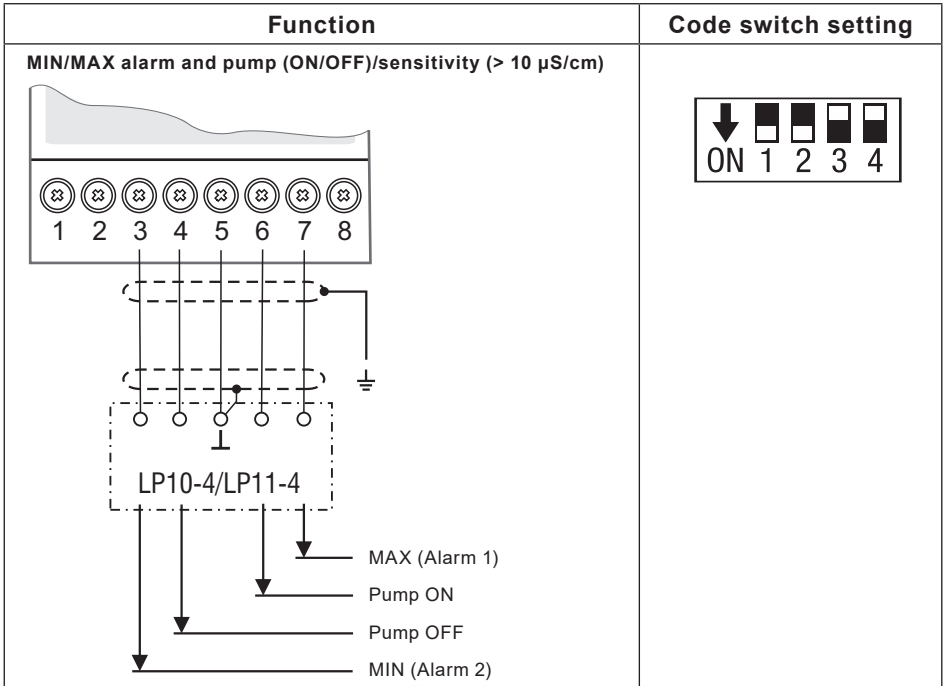 Function
Code switch setting
MIN/MAX alarm and pump (ON/OFF)/sensitivity (> 10 µS/cm)
ON 1 2 3 4
1 2 3 4 5 6 7 8
LP10-4/LP11-4
MAX (Alarm 1)
Pump ON
Pump OFF
MIN (Alarm 2)